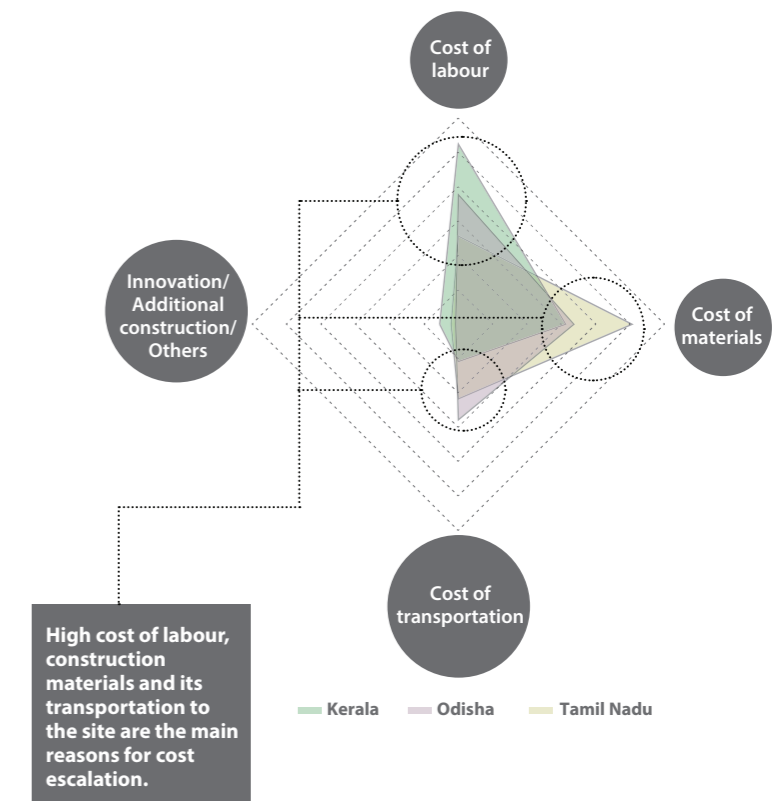 Cost of
labour
Innovation/
Additional
construction/
Others
Cost of
materials
Cost of
transportation
High cost of labour,
construction
materials and its
transportation to
the site are the main
reasons for cost
escalation.
Kerala Odisha Tamil Nadu